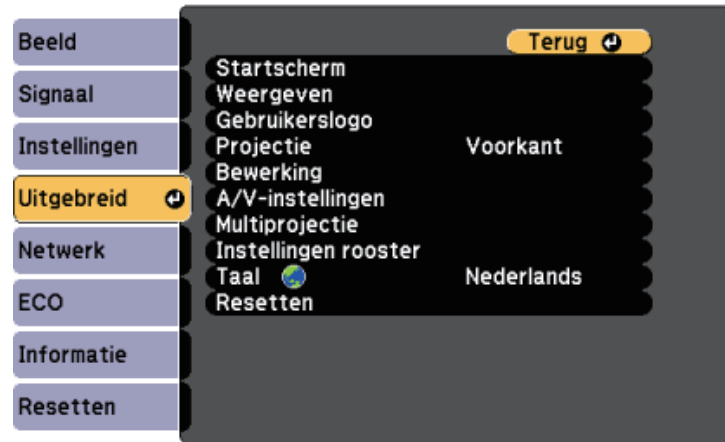 Beeld
Signaal
Instellingen
Uitgebreid
Netwerk
ECO
Informatie
Resetten
Terug
Startscherm
Weergeven
Gebruikerslogo
Projectie Voorkant
Bewerking
A/V-instellingen
Multiprojectie
Instellingen rooster
Taal Nederlands
Resetten